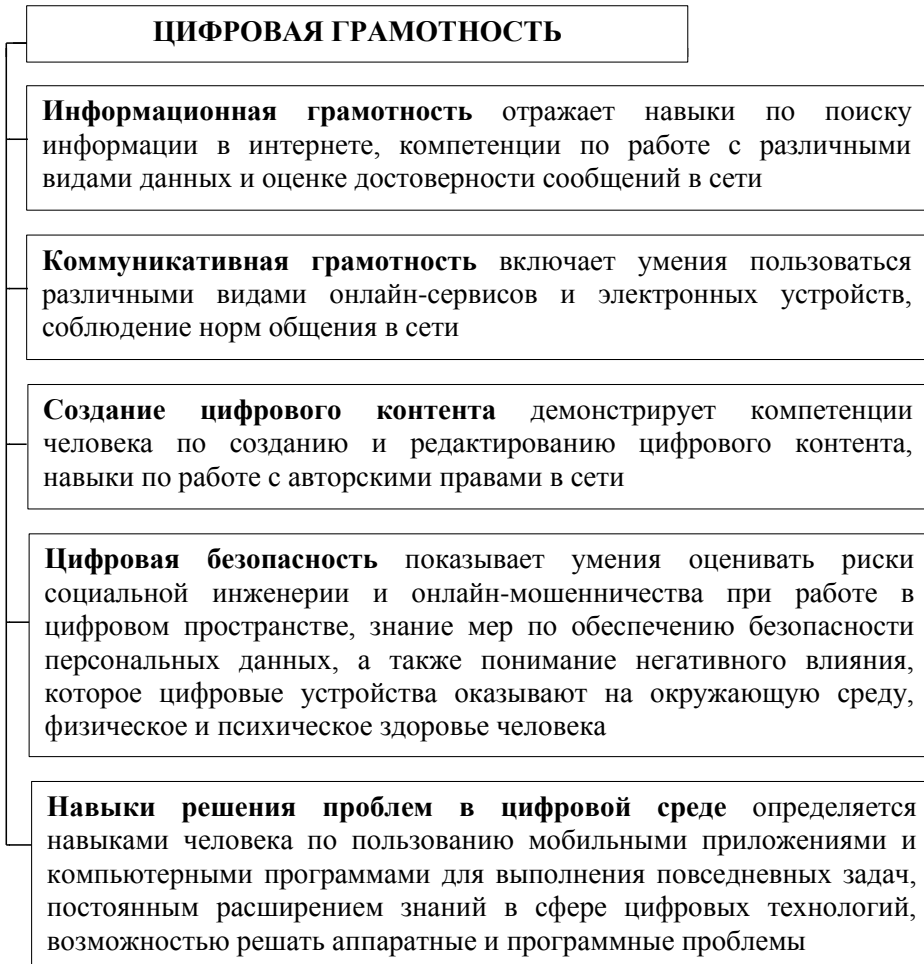 ЦИФРОВАЯ ГРАМОТНОСТЬ
Информационная грамотность отражает навыки по поиску
информации в интернете, компетенции по работе с различными
видами данных и оценке достоверности сообщений в сети
Коммуникативная грамотность включает умения пользоваться
различными видами онлайн-сервисов и электронных устройств,
соблюдение норм общения в сети
Создание цифрового контента демонстрирует компетенции
человека по созданию и редактированию цифрового контента,
навыки по работе с авторскими правами в сети
Цифровая безопасность показывает умения оценивать риски
социальной инженерии и онлайн-мошенничества при работе в
цифровом пространстве, знание мер по обеспечению безопасности
персональных данных, а также понимание негативного влияния,
которое цифровые устройства оказывают на окружающую среду,
физическое и психическое здоровье человека
Навыки решения проблем в цифровой среде определяется
навыками человека по пользованию мобильными приложениями и
компьютерными программами для выполнения повседневных задач,
постоянным расширением знаний в сфере цифровых технологий,
возможностью решать аппаратные и программные проблемы